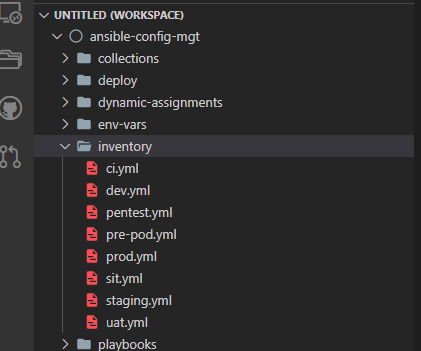 UNTITLED (WORKSPACE)
ansible-config-mgt
collections
deploy
dynamic-assignments
env-vars
inventory
ci.yml
dev.yml
pentest.yml
pre-pod.yml
prod.yml
sit.yml
staging.yml
uat.yml
playbooks